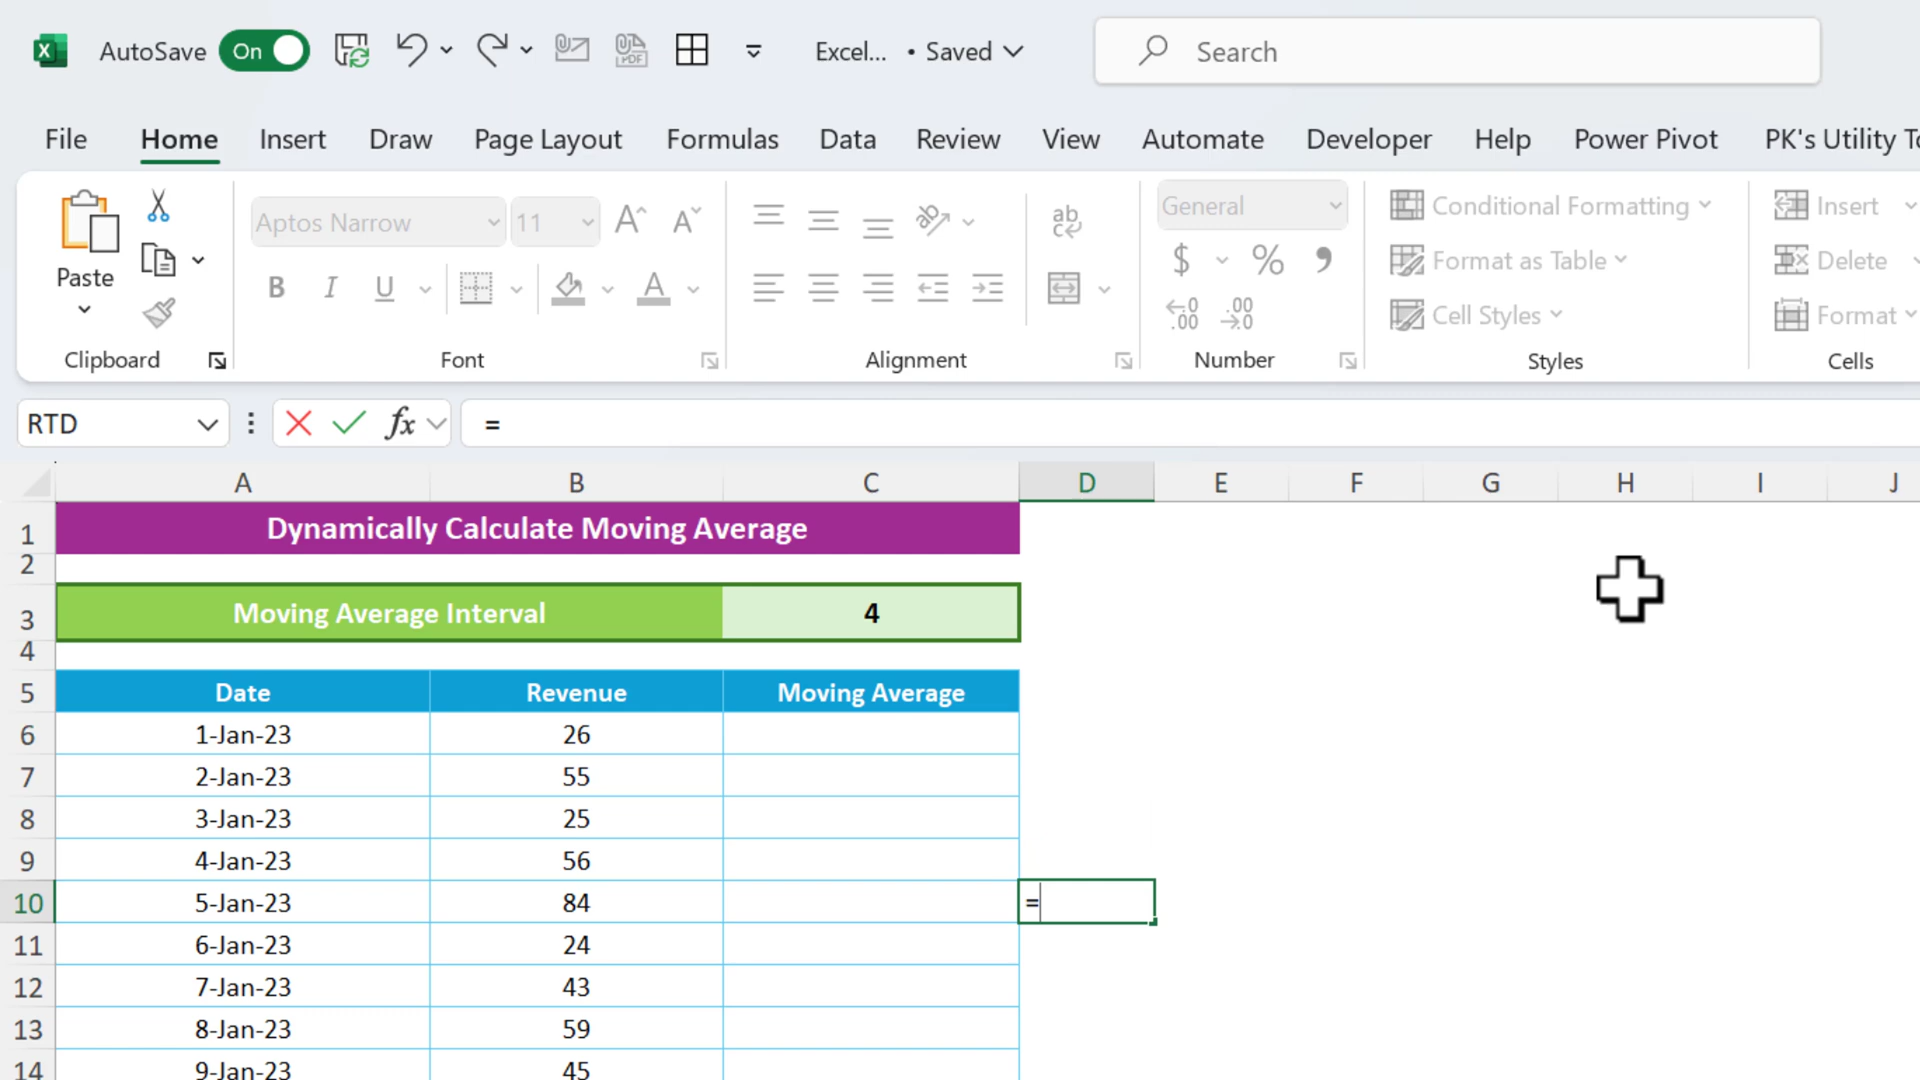 AutoSave On Excel... • Saved Search
File Home Insert Draw Page Layout Formulas Data Review View Automate Developer Help Power Pivot PK's Utility To
Paste Aptos Narrow 11 General Conditional Formatting Insert
B I U A $ % Format as Table Delete
Cell Styles Format
Clipboard Font Alignment Number Styles Cells
RTD fx =
A B C D E F G H I J
1 Dynamically Calculate Moving Average
2
3 Moving Average Interval 4
4
5 Date Revenue Moving Average
6 1-Jan-23 26
7 2-Jan-23 55
8 3-Jan-23 25
9 4-Jan-23 56
10 5-Jan-23 84 =
11 6-Jan-23 24
12 7-Jan-23 43
13 8-Jan-23 59
14 9-Jan-23 45